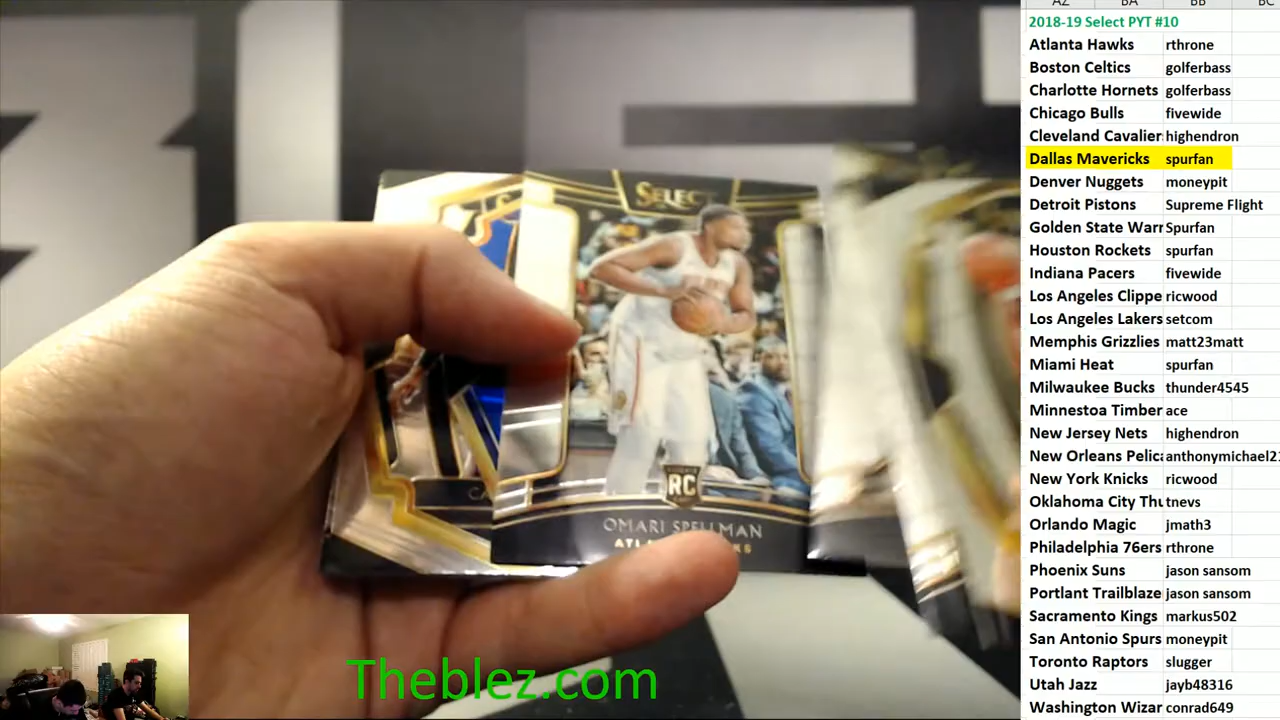 AZ BA BB BC
2018-19 Select PYT #10
Atlanta Hawks rthrone
Boston Celtics golferbass
Charlotte Hornets golferbass
Chicago Bulls fivewide
Cleveland Cavalier highendron
Dallas Mavericks spurfan
Denver Nuggets moneypit
Detroit Pistons Supreme Flight
Golden State Warr Spurfan
Houston Rockets spurfan
Indiana Pacers fivewide
Los Angeles Clippe ricwood
Los Angeles Lakers setcom
Memphis Grizzlies matt23matt
Miami Heat spurfan
Milwaukee Bucks thunder4545
Minnestoa Timber ace
New Jersey Nets highendron
New Orleans Pelica anthonymichael21
New York Knicks ricwood
Oklahoma City Thu tnevs
Orlando Magic jmath3
Philadelphia 76ers rthrone
Phoenix Suns jason sansom
Portlant Trailblaze jason sansom
Sacramento Kings markus502
San Antonio Spurs moneypit
Toronto Raptors slugger
Utah Jazz jayb48316
Washington Wizar conrad649
SELECT
RC
OMARI SPELLMAN
CA
Theblez.com